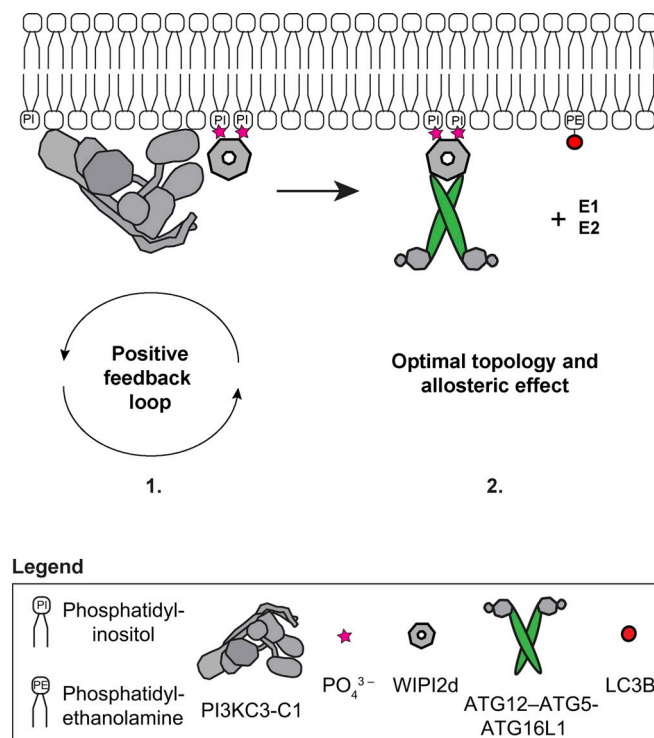 PI PI PI PI PI PE
+ E1
E2
Positive
feedback
loop
Optimal topology and
allosteric effect
1. 2.
Legend
PI Phosphatidyl-
inositol
PE Phosphatidyl-
ethanolamine
PI3KC3-C1
PO₄³⁻
WIPI2d
ATG12–ATG5-
ATG16L1
LC3B